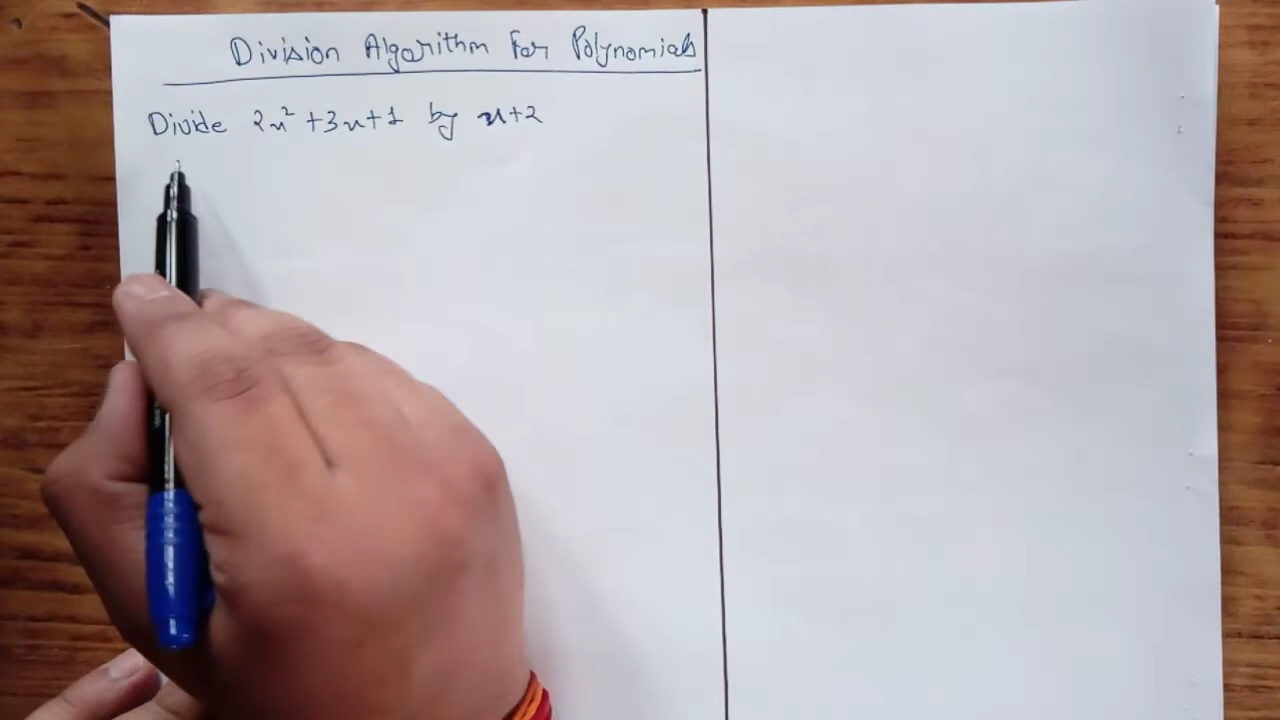 Division Algorithm For Polynomials
Divide 2x² +3x+1 by x+2